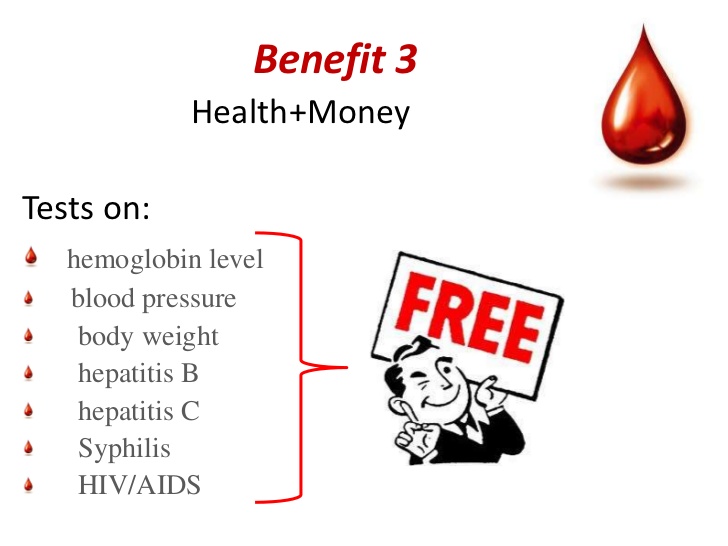 Benefit 3
Health+Money
Tests on:
hemoglobin level
blood pressure
body weight
hepatitis B
hepatitis C
Syphilis
HIV/AIDS
FREE